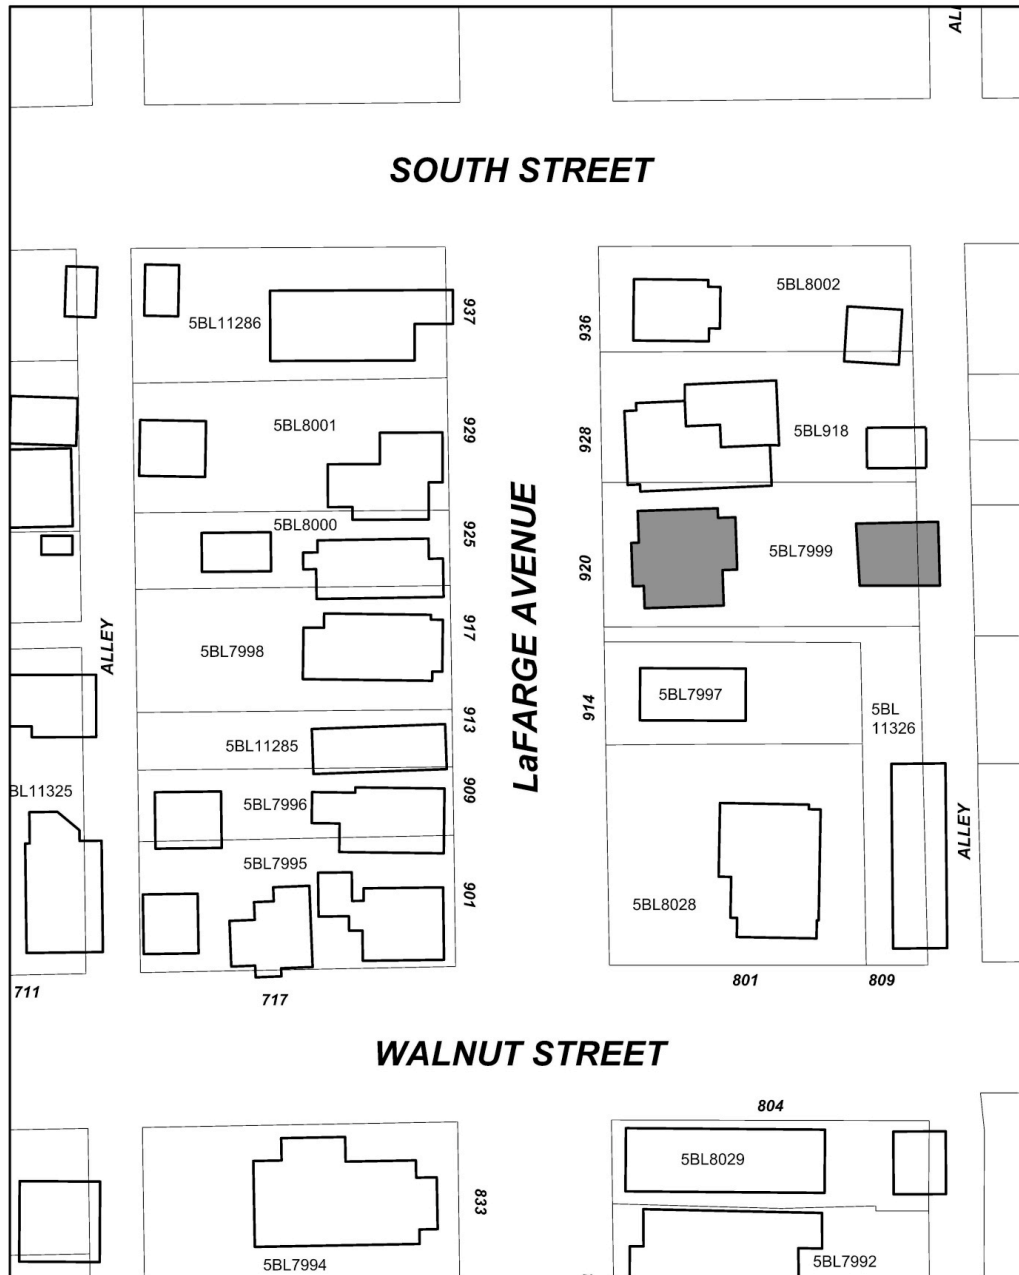 ALL
SOUTH STREET
5BL8002
5BL11286
937
936
5BL8001
929
928
5BL918
5BL8000
925
920
5BL7999
LaFARGE AVENUE
ALLEY
5BL7998
917
914
5BL7997
5BL
11326
913
5BL11285
BL11325
909
5BL7996
ALLEY
5BL7995
901
5BL8028
711
717
801
809
WALNUT STREET
804
5BL8029
833
5BL7994
5BL7992